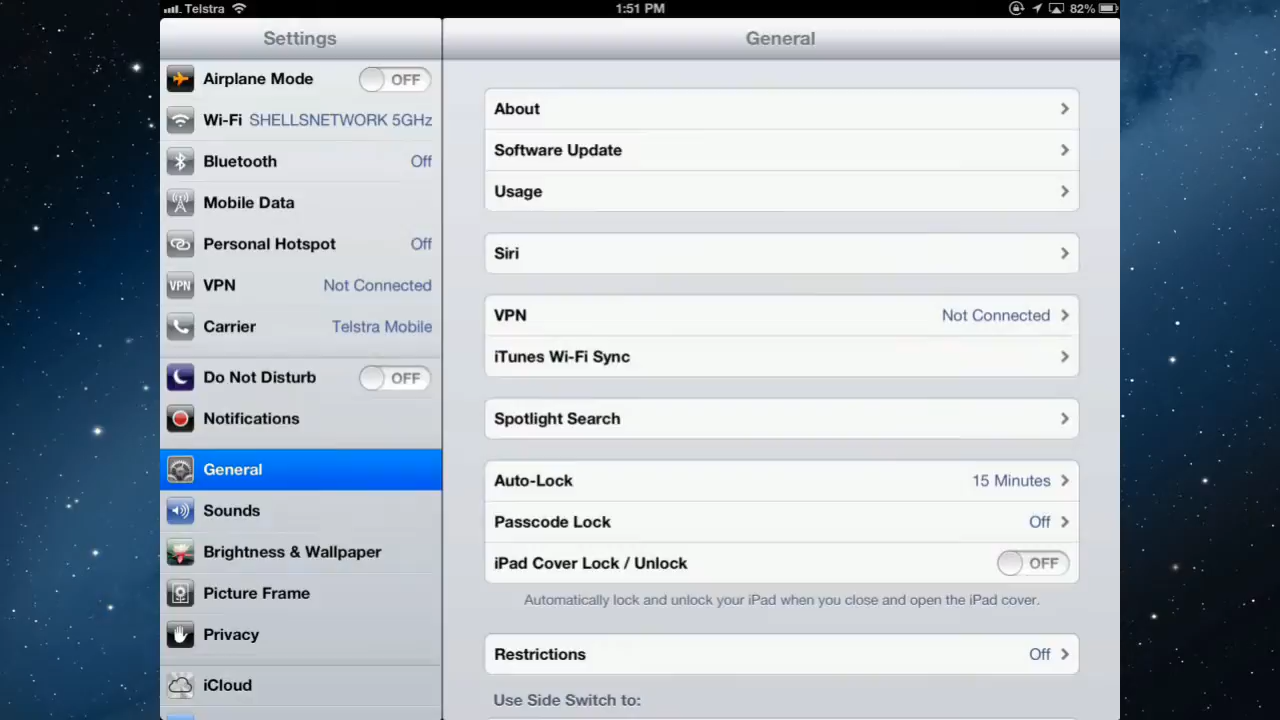 Telstra 1:51 PM 82%
Settings
Airplane Mode OFF
Wi-Fi SHELLSNETWORK 5GHz
Bluetooth Off
Mobile Data
Personal Hotspot Off
VPN VPN Not Connected
Carrier Telstra Mobile
Do Not Disturb OFF
Notifications
General
Sounds
Brightness & Wallpaper
Picture Frame
Privacy
iCloud
General
About
Software Update
Usage
Siri
VPN Not Connected
iTunes Wi-Fi Sync
Spotlight Search
Auto-Lock 15 Minutes
Passcode Lock Off
iPad Cover Lock / Unlock OFF
Automatically lock and unlock your iPad when you close and open the iPad cover.
Restrictions Off
Use Side Switch to: